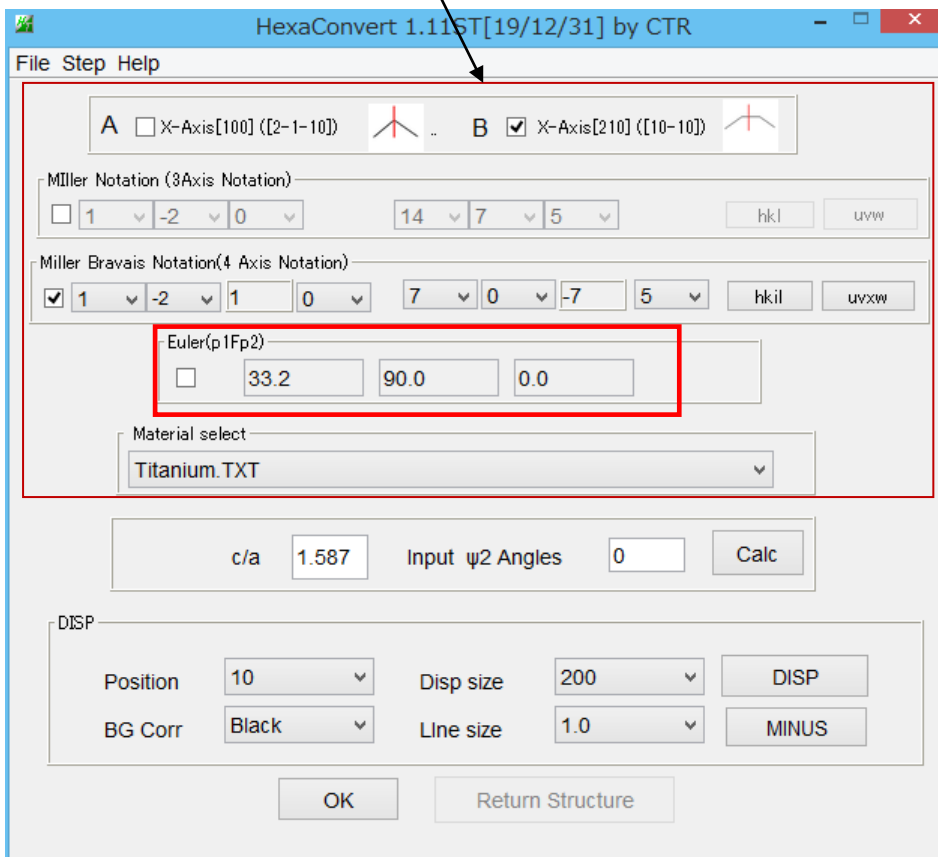 HexaConvert 1.11ST[19/12/31] by CTR
File Step Help
A X-Axis[100] ([2-1-10]) .. B X-Axis[210] ([10-10])
MIller Notation (3Axis Notation)
1 -2 0 14 7 5 hkl uvw
Miller Bravais Notation(4 Axis Notation)
1 -2 1 0 7 0 -7 5 hkil uvxw
Euler(p1Fp2)
33.2 90.0 0.0
Material select
Titanium.TXT
c/a 1.587 Input ψ2 Angles 0 Calc
DISP
Position 10 Disp size 200 DISP
BG Corr Black LIne size 1.0 MINUS
OK Return Structure